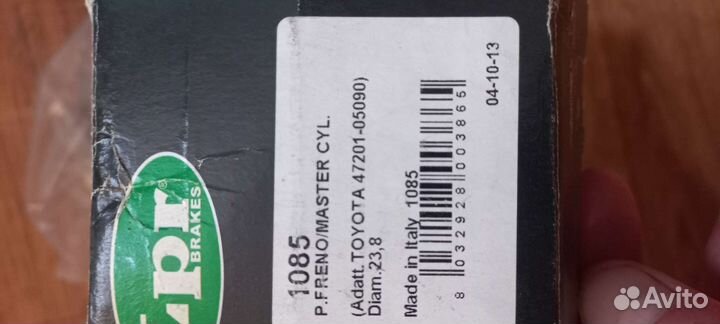 Lpr
BRAKES
1085
P.FRENO/MASTER CYL.
(Adatt.TOYOTA 47201-05090)
Diam.23,8
Made in Italy 1085
8 032928 003865
04-10-13
Avito